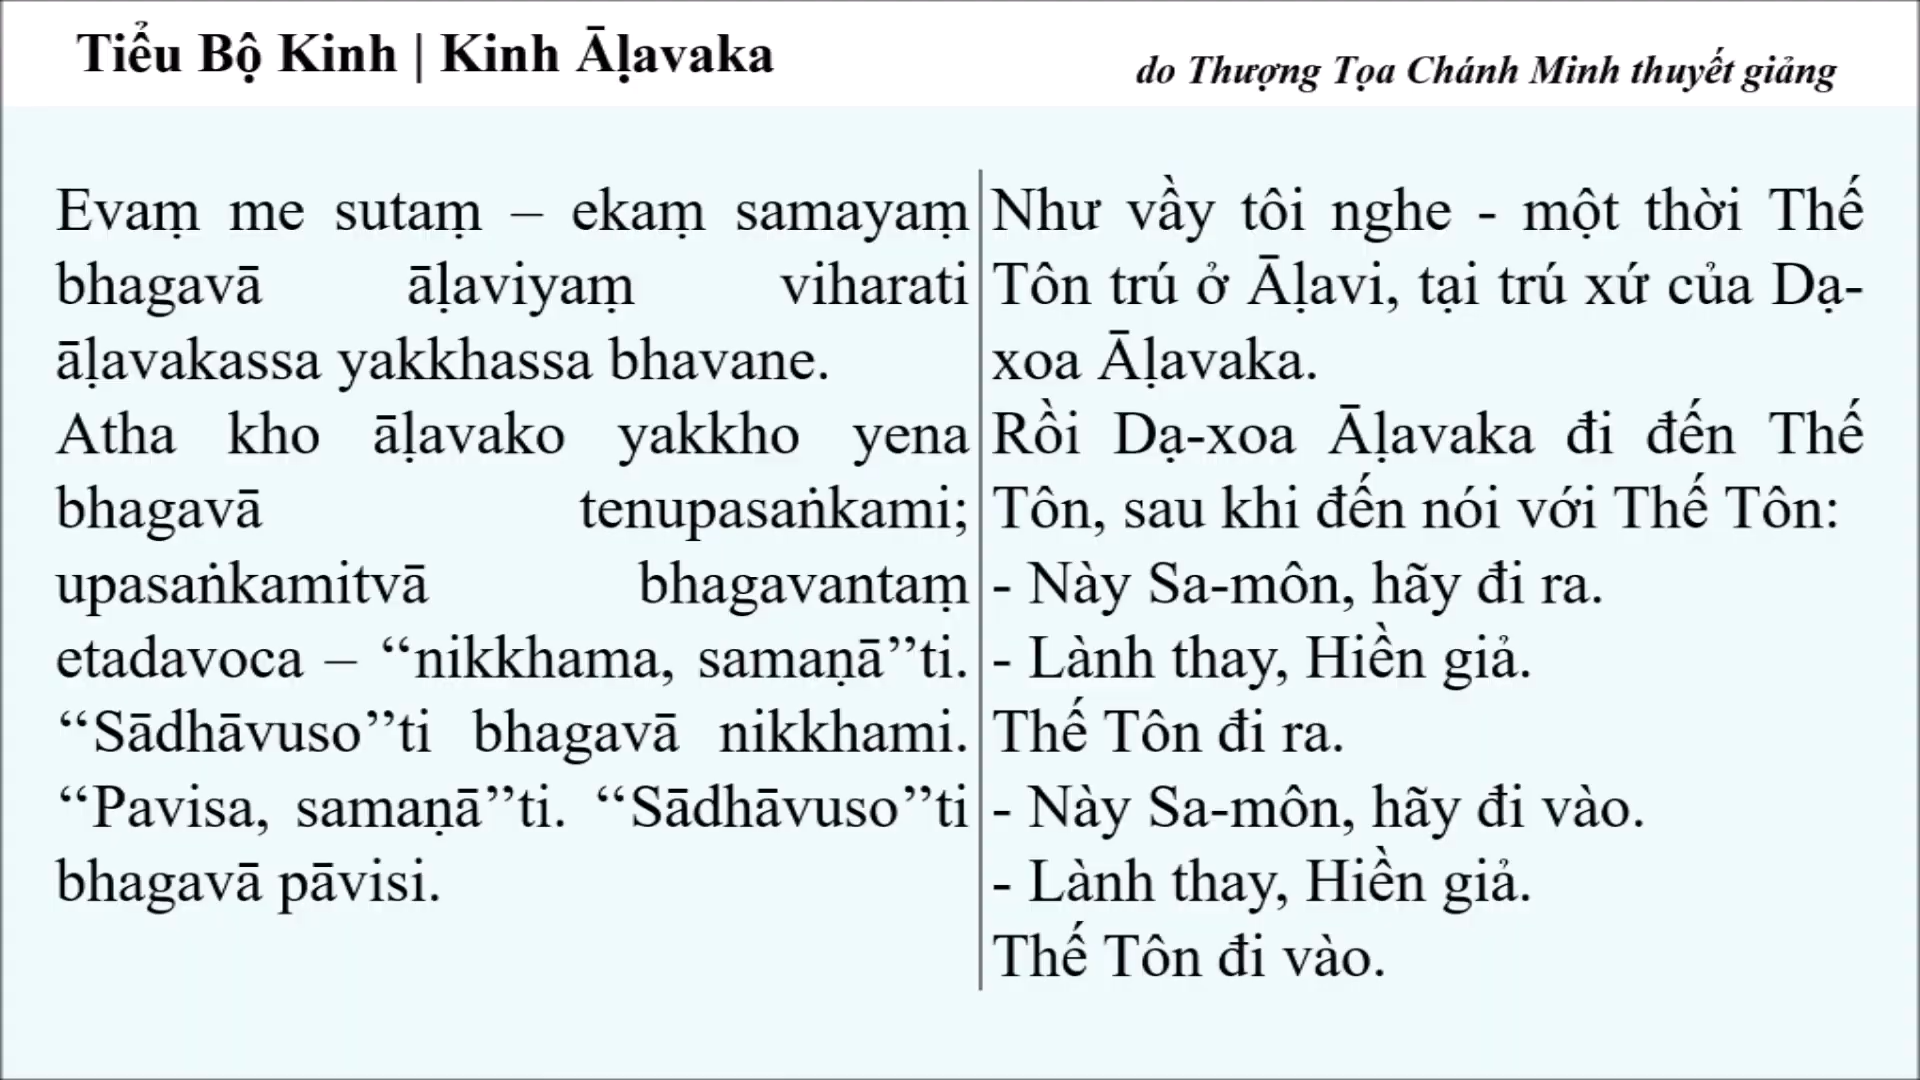 Tiểu Bộ Kinh | Kinh Āḷavaka
do Thượng Tọa Chánh Minh thuyết giảng
Evaṃ me sutaṃ – ekaṃ samayaṃ
bhagavā āḷaviyaṃ viharati
āḷavakassa yakkhassa bhavane.
Atha kho āḷavako yakkho yena
bhagavā tenupasaṅkami;
upasaṅkamitvā bhagavantaṃ
etadavoca – ‘‘nikkhama, samaṇā’’ti.
‘‘Sādhāvuso’’ti bhagavā nikkhami.
‘‘Pavisa, samaṇā’’ti. ‘‘Sādhāvuso’’ti
bhagavā pāvisi.
Như vầy tôi nghe - một thời Thế
Tôn trú ở Āḷavi, tại trú xứ của Dạ-
xoa Āḷavaka.
Rồi Dạ-xoa Āḷavaka đi đến Thế
Tôn, sau khi đến nói với Thế Tôn:
- Này Sa-môn, hãy đi ra.
- Lành thay, Hiền giả.
Thế Tôn đi ra.
- Này Sa-môn, hãy đi vào.
- Lành thay, Hiền giả.
Thế Tôn đi vào.